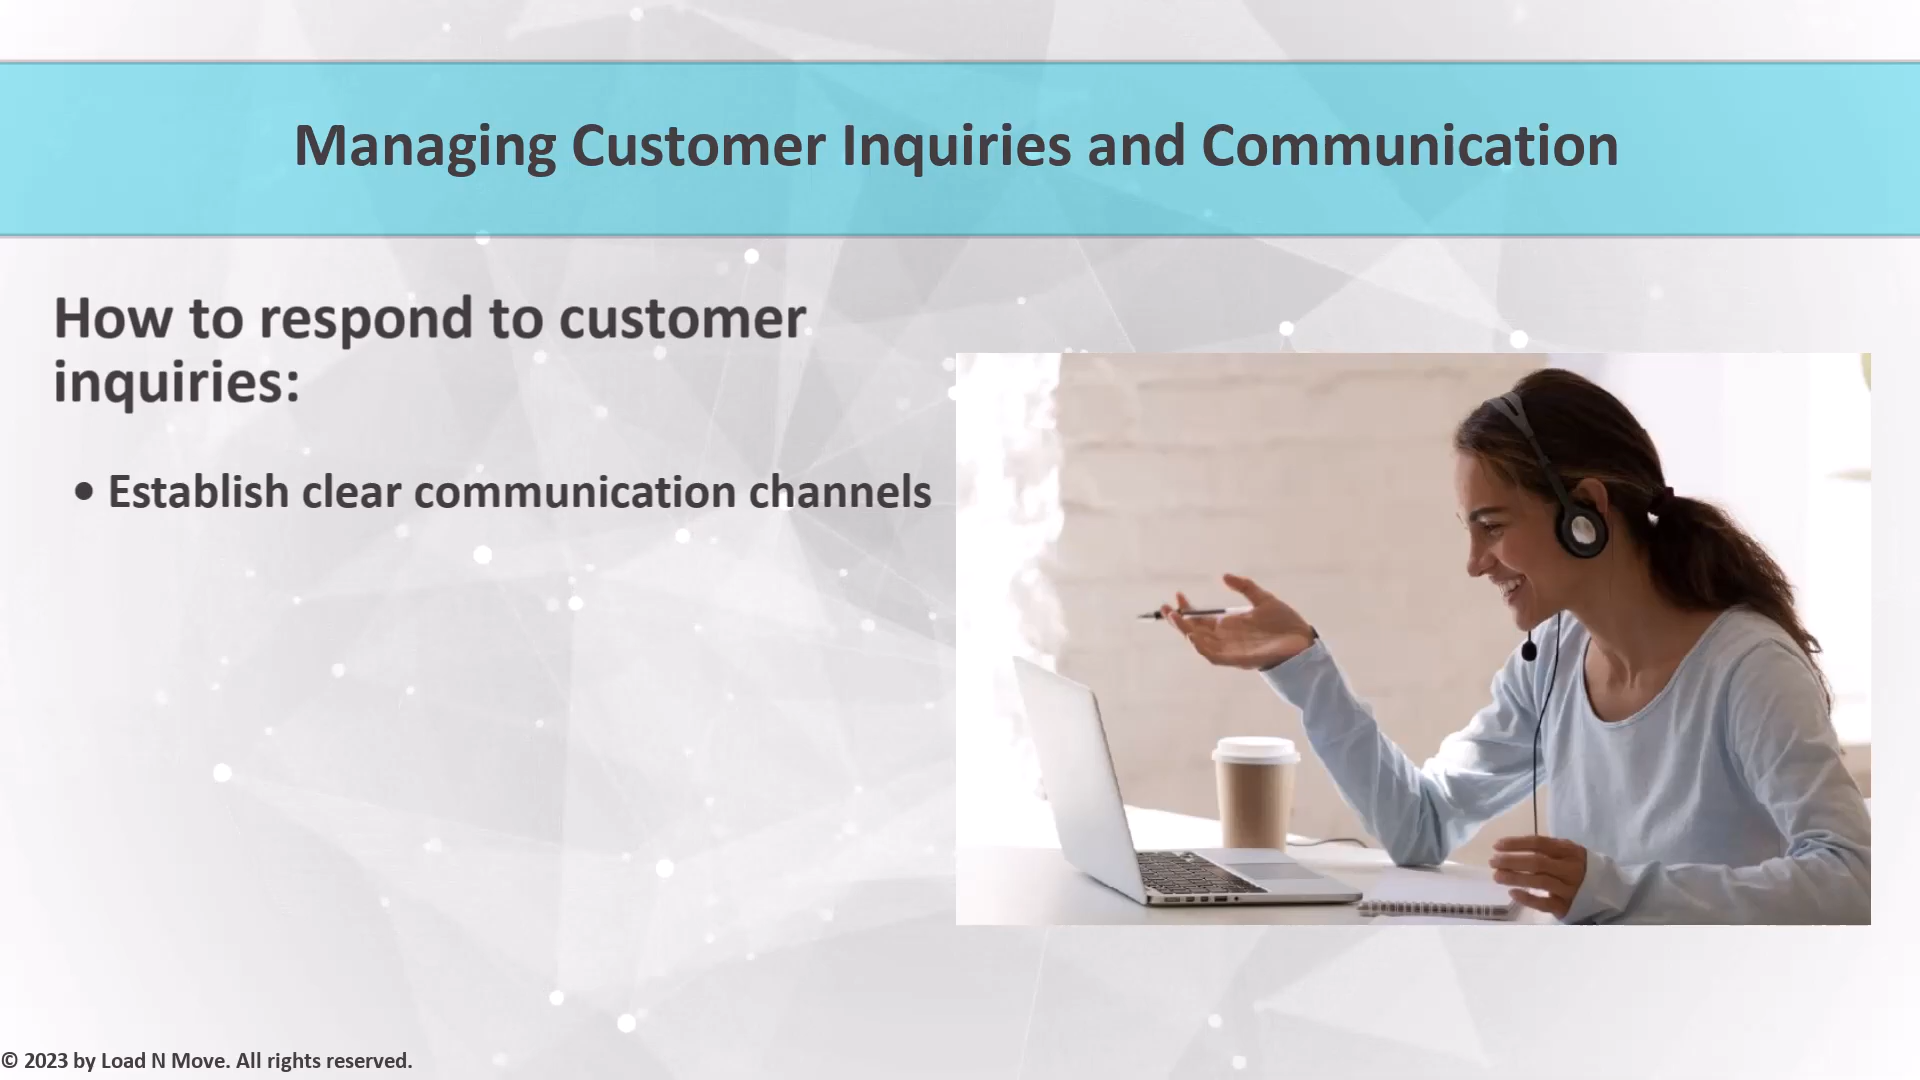 Managing Customer Inquiries and Communication
How to respond to customer
inquiries:
• Establish clear communication channels
© 2023 by Load N Move. All rights reserved.